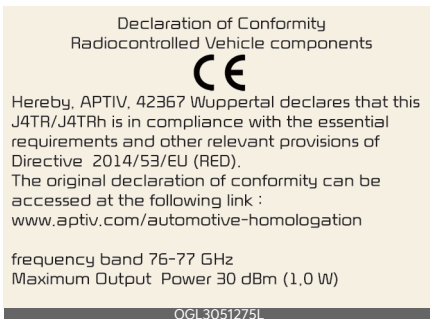 Declaration of Conformity
Radiocontrolled Vehicle components
CE
Hereby, APTIV, 42367 Wuppertal declares that this
J4TR/J4TRh is in compliance with the essential
requirements and other relevant provisions of
Directive 2014/53/EU (RED).
The original declaration of conformity can be
accessed at the following link :
www.aptiv.com/automotive-homologation
frequency band 76-77 GHz
Maximum Output Power 30 dBm (1,0 W)
OGL3051275L